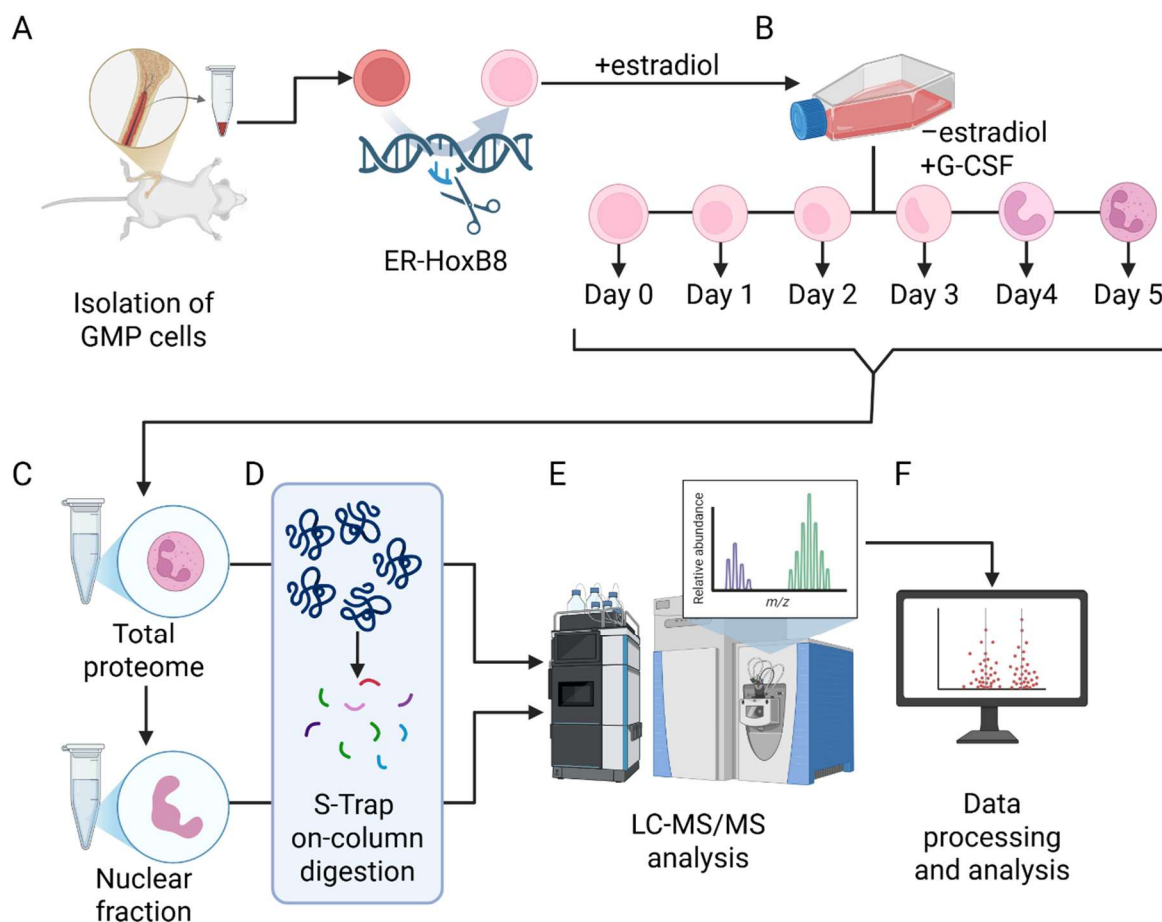 A
B
+estradiol
−estradiol
+G-CSF
ER-HoxB8
Isolation of
GMP cells
Day 0
Day 1
Day 2
Day 3
Day4
Day 5
C
D
E
F
Relative abundance
m/z
Total
proteome
S-Trap
on-column
digestion
LC-MS/MS
analysis
Data
processing
and analysis
Nuclear
fraction